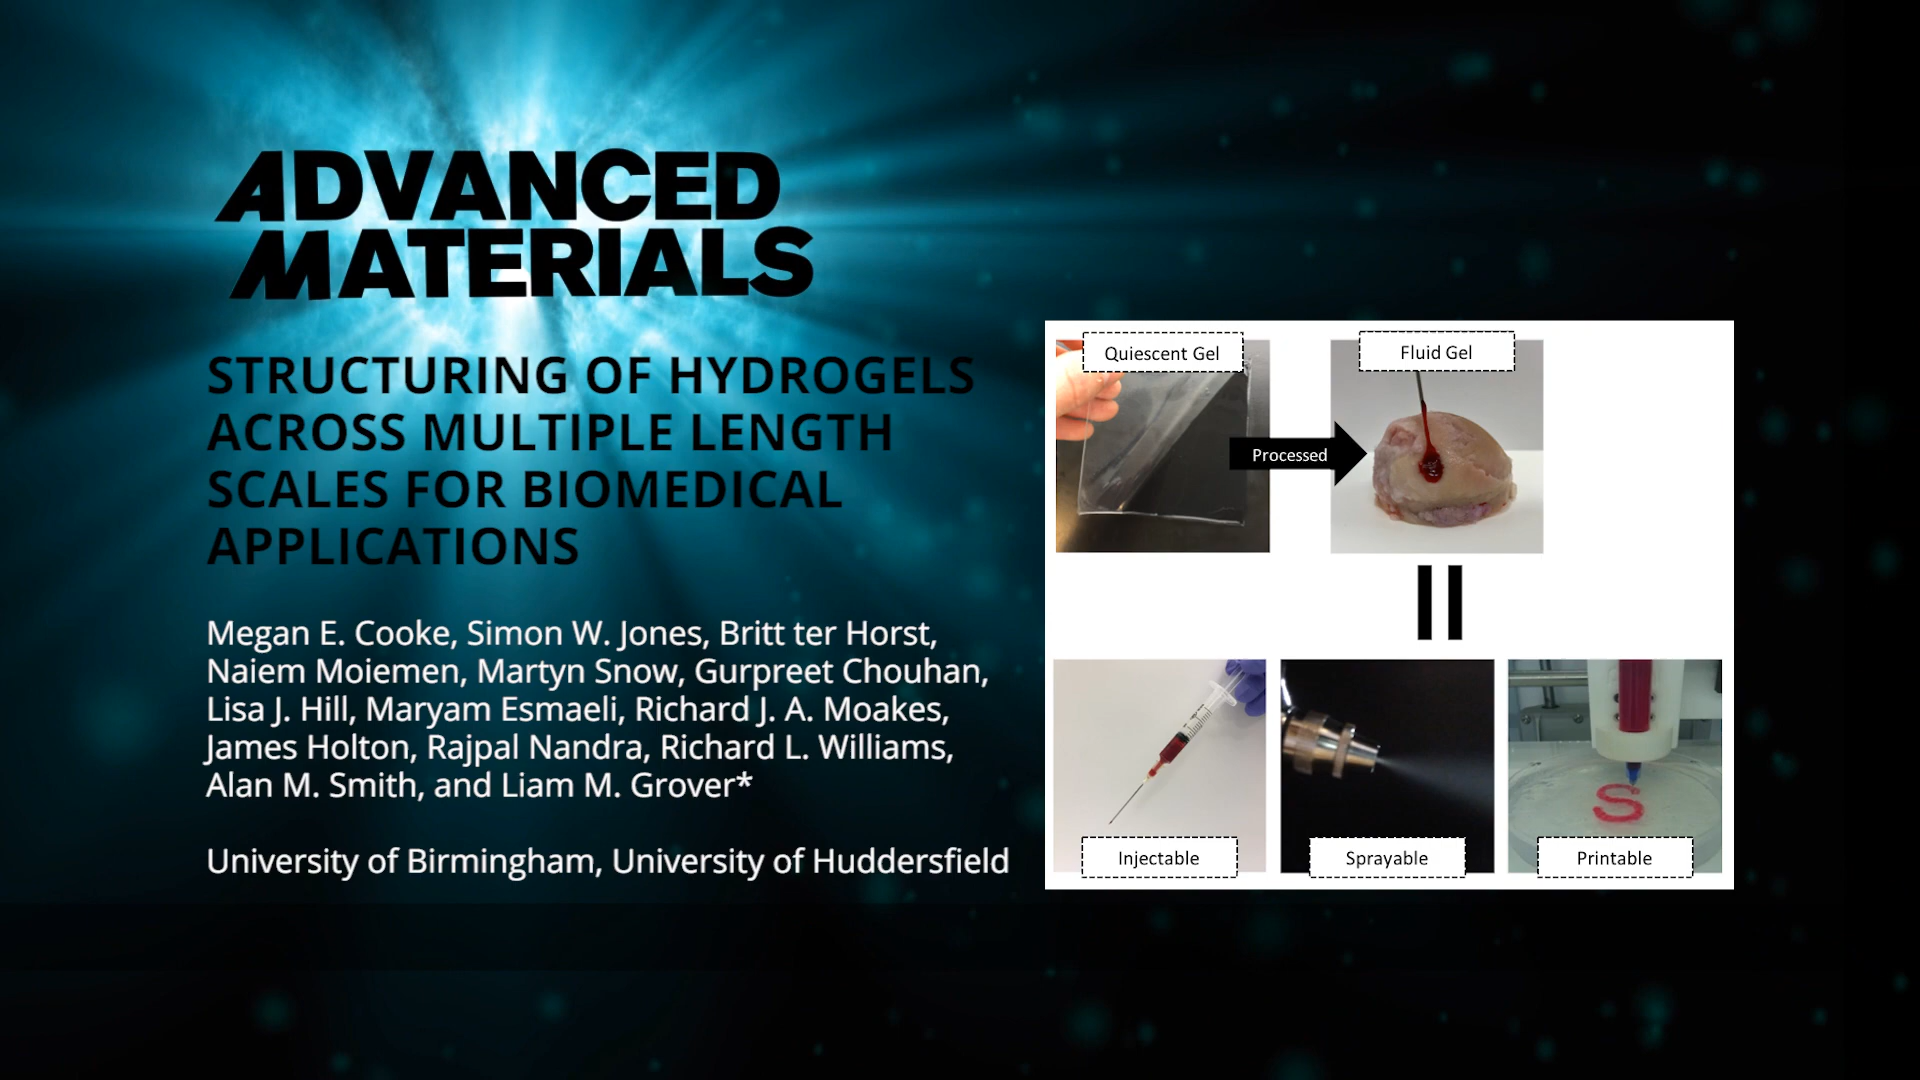 ADVANCED
MATERIALS
STRUCTURING OF HYDROGELS
ACROSS MULTIPLE LENGTH
SCALES FOR BIOMEDICAL
APPLICATIONS
Megan E. Cooke, Simon W. Jones, Britt ter Horst,
Naiem Moiemen, Martyn Snow, Gurpreet Chouhan,
Lisa J. Hill, Maryam Esmaeli, Richard J. A. Moakes,
James Holton, Rajpal Nandra, Richard L. Williams,
Alan M. Smith, and Liam M. Grover*
University of Birmingham, University of Huddersfield
Quiescent Gel
Fluid Gel
Processed
Injectable
Sprayable
Printable
S